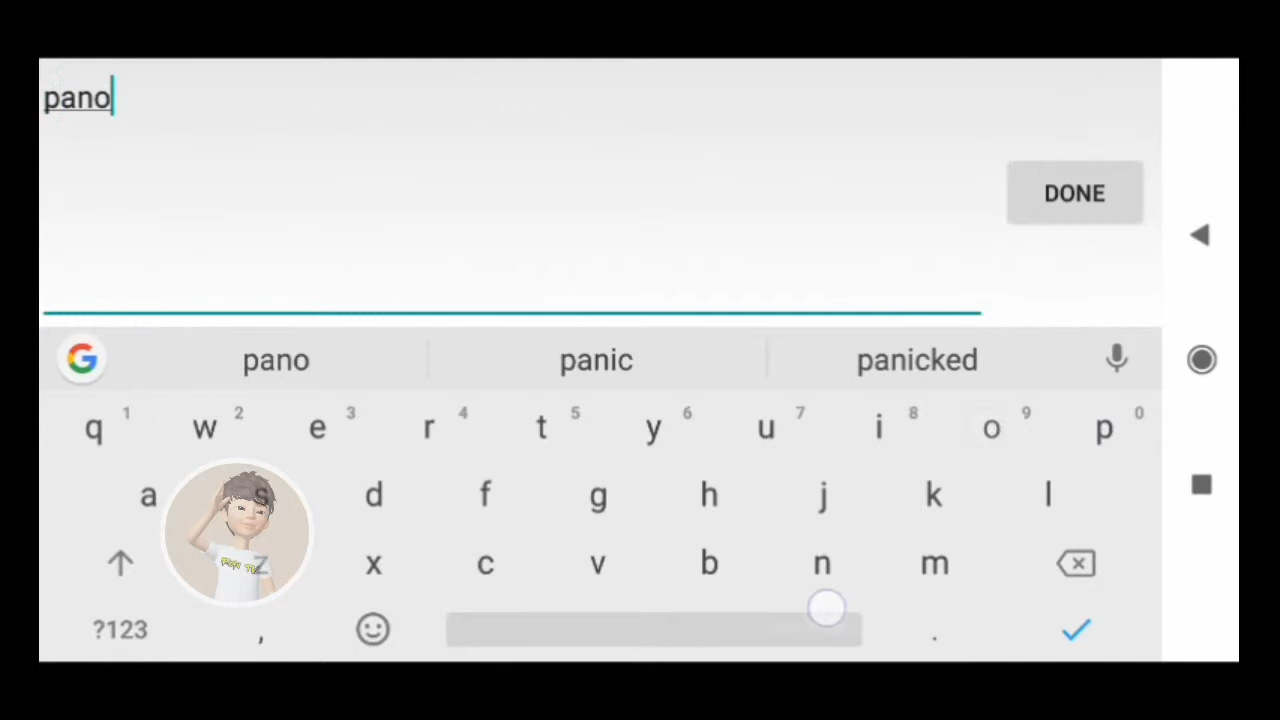 pano
DONE
pano panic panicked
q 1 w 2 e 3 r 4 t 5 y 6 u 7 i 8 o 9 p 0
a s d f g h j k l
z x c v b n m
?123 , .